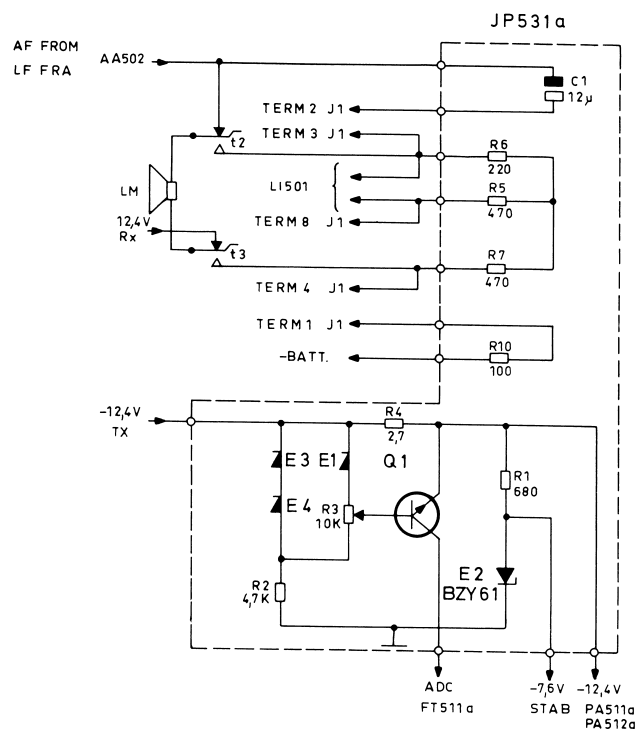 JP531a
AF FROM
LF FRA
AA502
C1
12µ
TERM 2 J1
TERM 3 J1
t2
R6
220
LI501
R5
470
LM
12,4V
Rx
TERM 8 J1
t3
R7
470
TERM 4 J1
TERM 1 J1
-BATT.
R10
100
-12,4V
TX
R4
2,7
E3
E1
Q1
R1
680
E4
R3
10K
R2
4,7K
E2
BZY61
ADC
FT511a
-7,6V
STAB
-12,4V
PA511a
PA512a